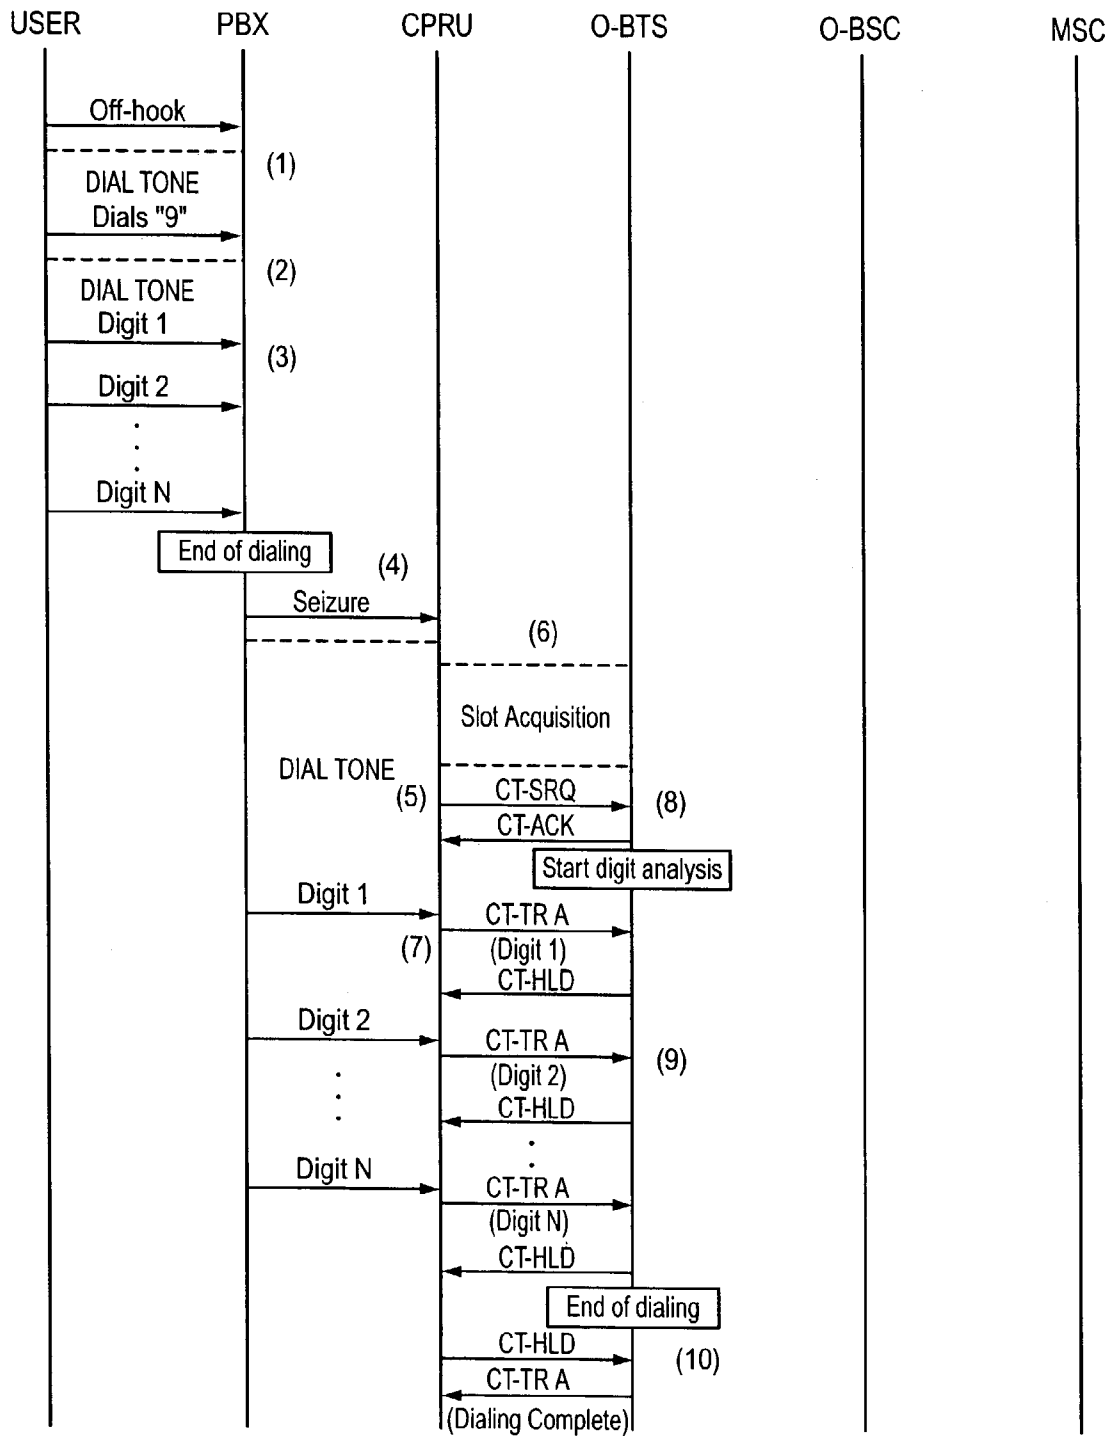 USER PBX CPRU O-BTS O-BSC MSC
Off-hook
(1)
DIAL TONE
Dials "9"
(2)
DIAL TONE
Digit 1
(3)
Digit 2
Digit N
End of dialing
(4)
Seizure
(6)
Slot Acquisition
DIAL TONE
(5)
CT-SRQ
(8)
CT-ACK
Start digit analysis
Digit 1
CT-TR A
(7)
(Digit 1)
CT-HLD
Digit 2
CT-TR A
(9)
(Digit 2)
CT-HLD
Digit N
CT-TR A
(Digit N)
CT-HLD
End of dialing
CT-HLD
(10)
CT-TR A
(Dialing Complete)